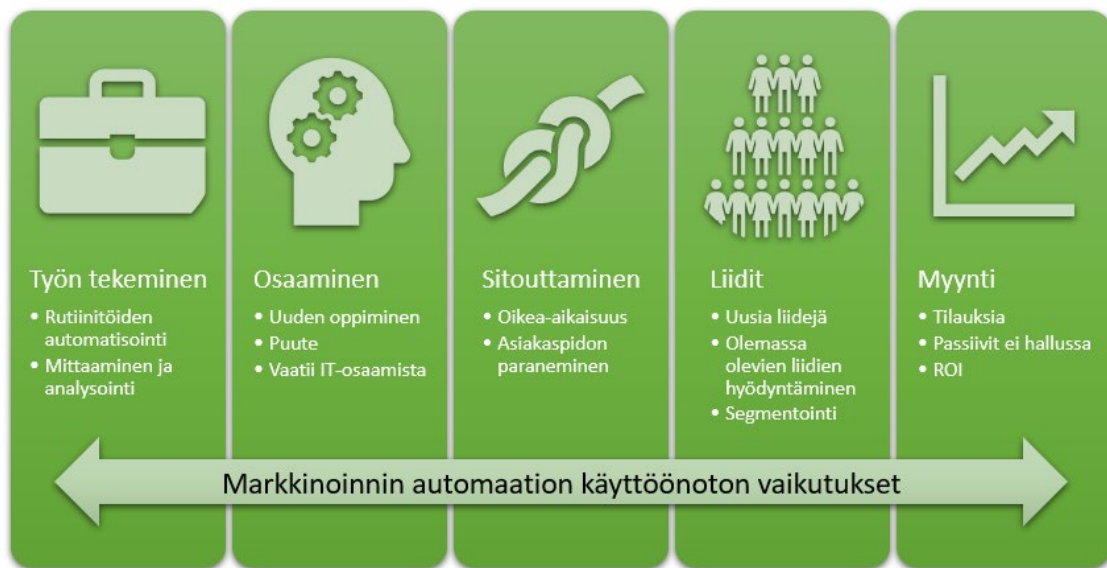 Työn tekeminen
• Rutiinitöiden
automatisointi
• Mittaaminen ja
analysointi
Osaaminen
• Uuden oppiminen
• Puute
• Vaatii IT-osaamista
Sitouttaminen
• Oikea-aikaisuus
• Asiakaspidon
paraneminen
Liidit
• Uusia liidejä
• Olemassa
olevien liidien
hyödyntäminen
• Segmentointi
Myynti
• Tilauksia
• Passiivit ei hallussa
• ROI
Markkinoinnin automaation käyttöönoton vaikutukset